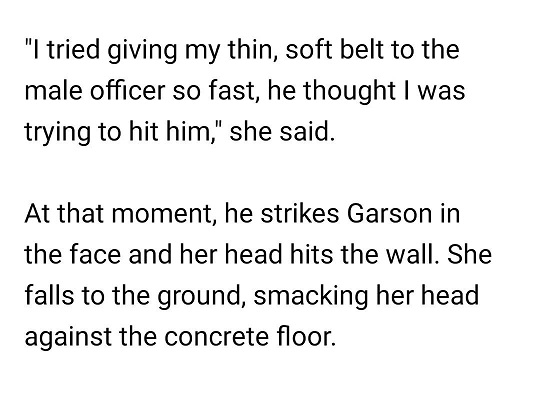 "I tried giving my thin, soft belt to the
male officer so fast, he thought I was
trying to hit him," she said.
At that moment, he strikes Garson in
the face and her head hits the wall. She
falls to the ground, smacking her head
against the concrete floor.